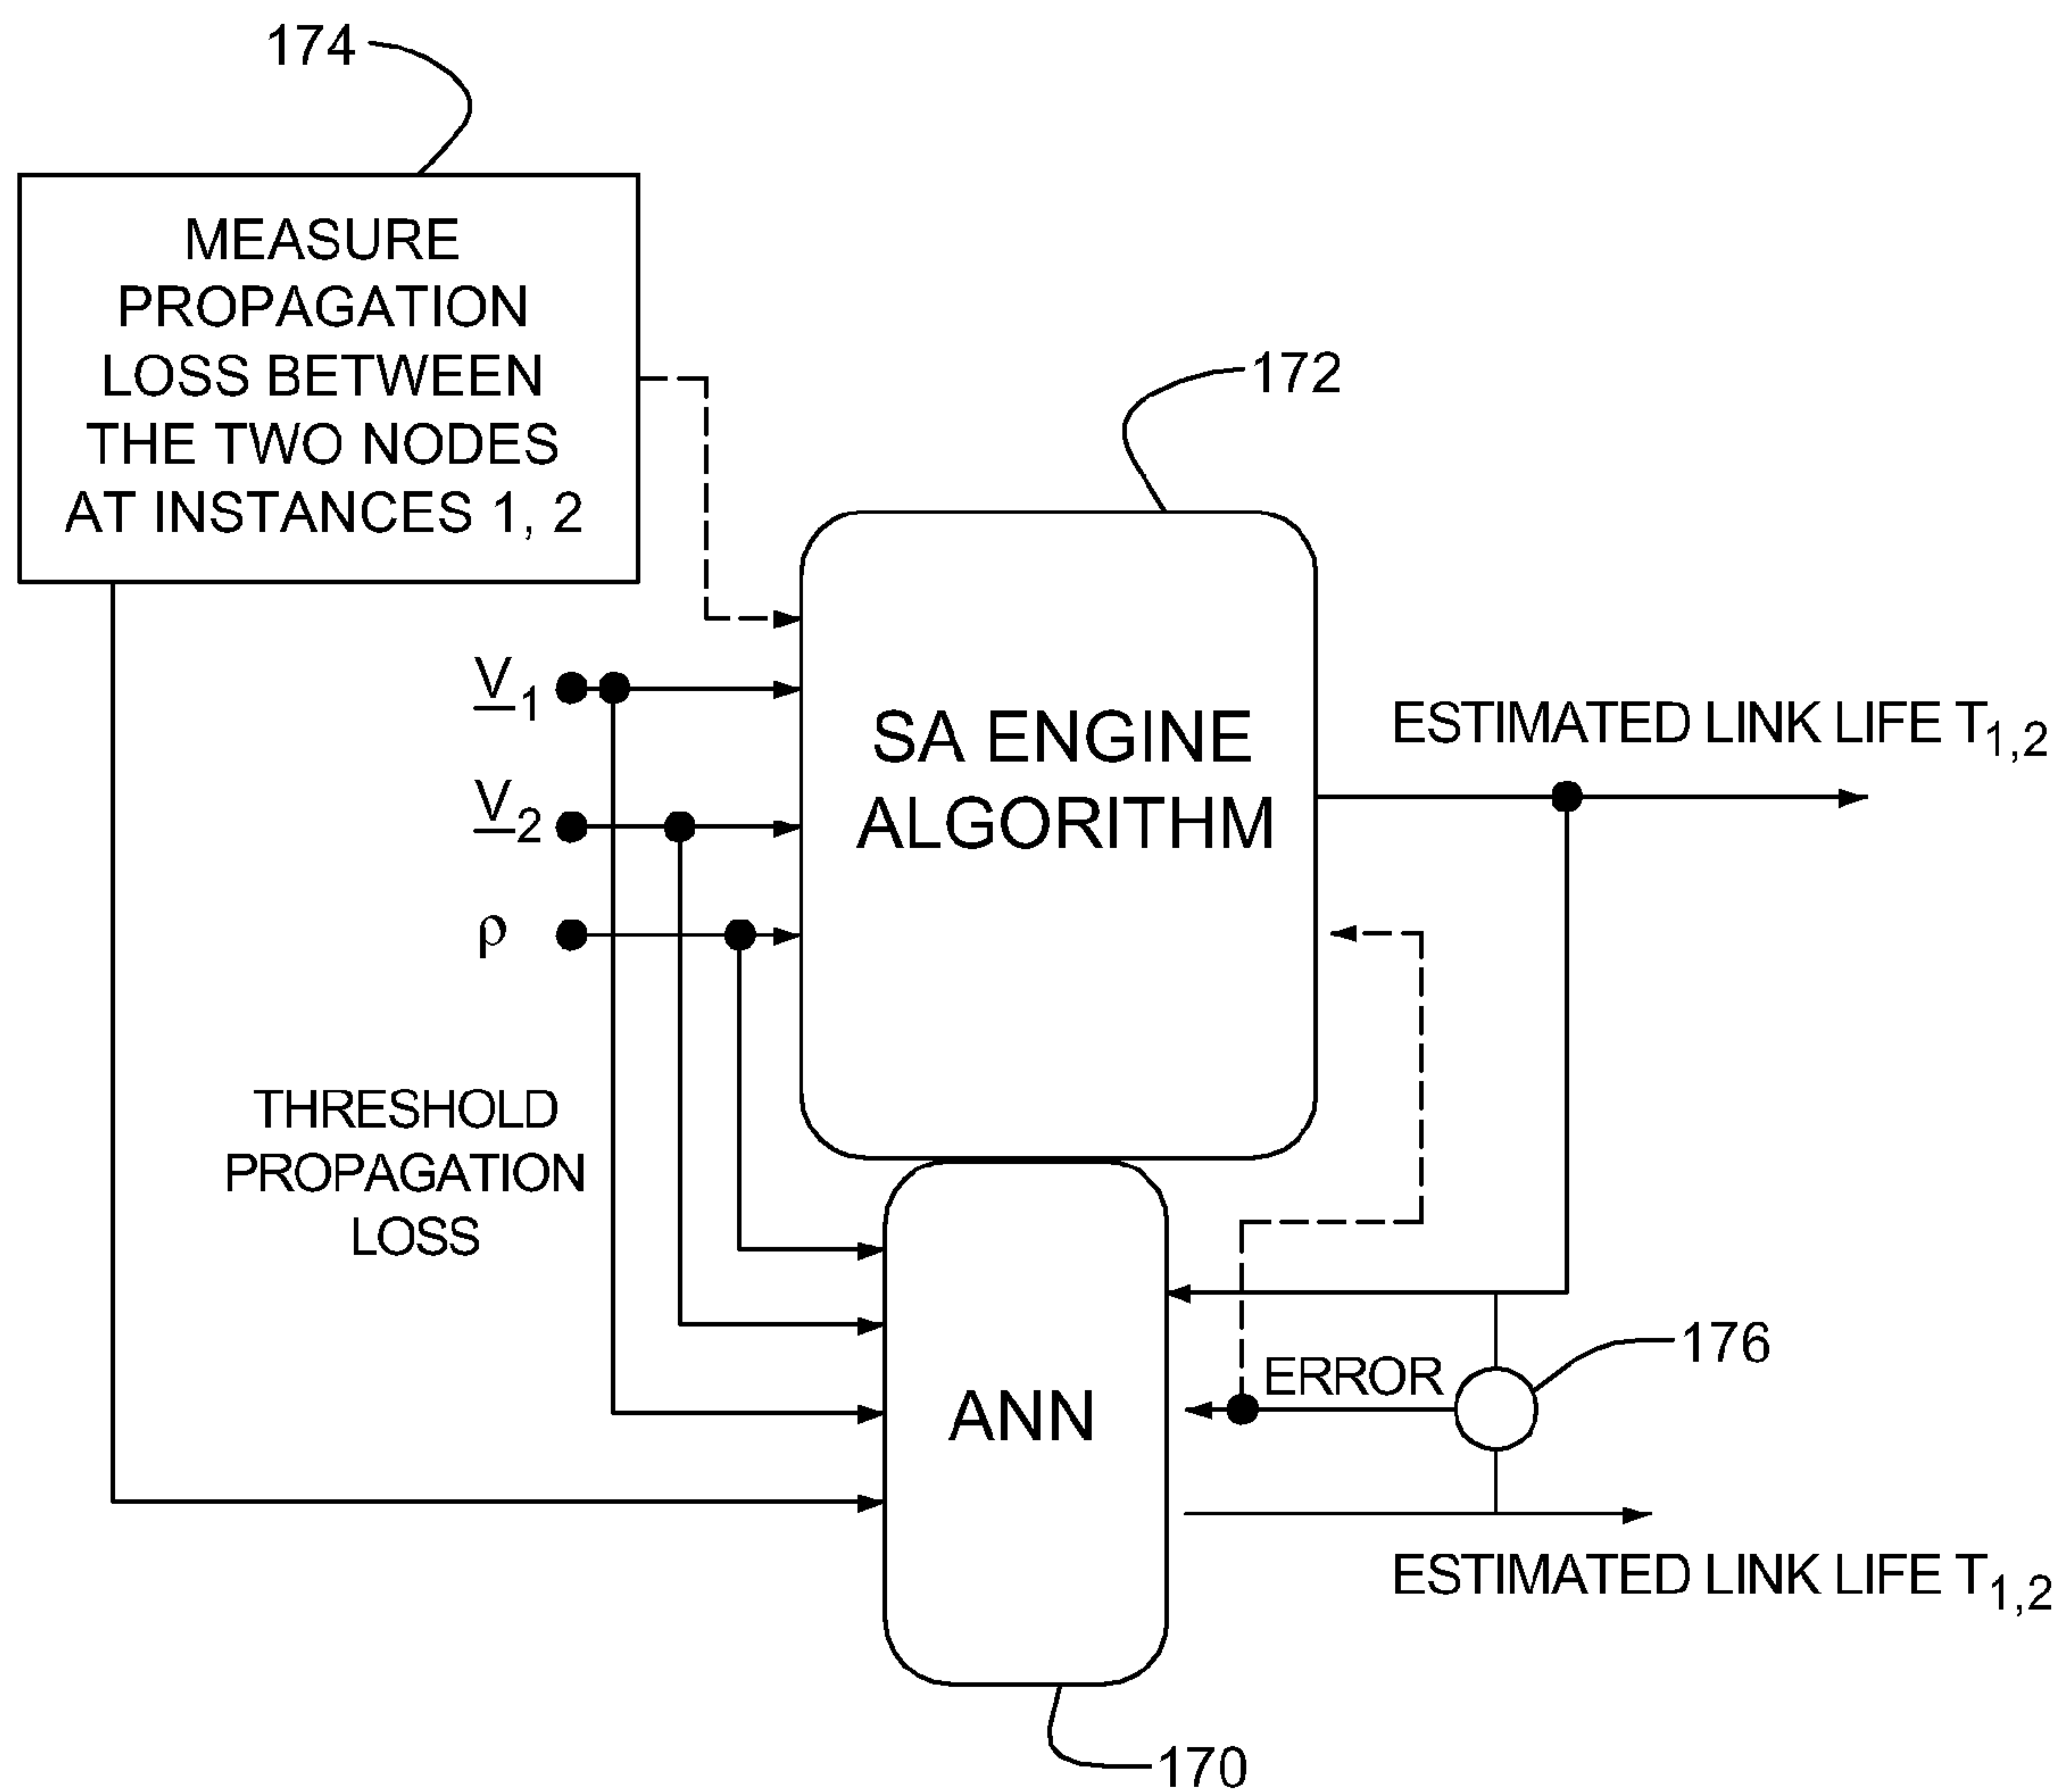 174
MEASURE
PROPAGATION
LOSS BETWEEN
THE TWO NODES
AT INSTANCES 1, 2
172
V1
V2
ρ
SA ENGINE
ALGORITHM
ESTIMATED LINK LIFE T1,2
THRESHOLD
PROPAGATION
LOSS
ANN
ERROR
176
ESTIMATED LINK LIFE T1,2
170